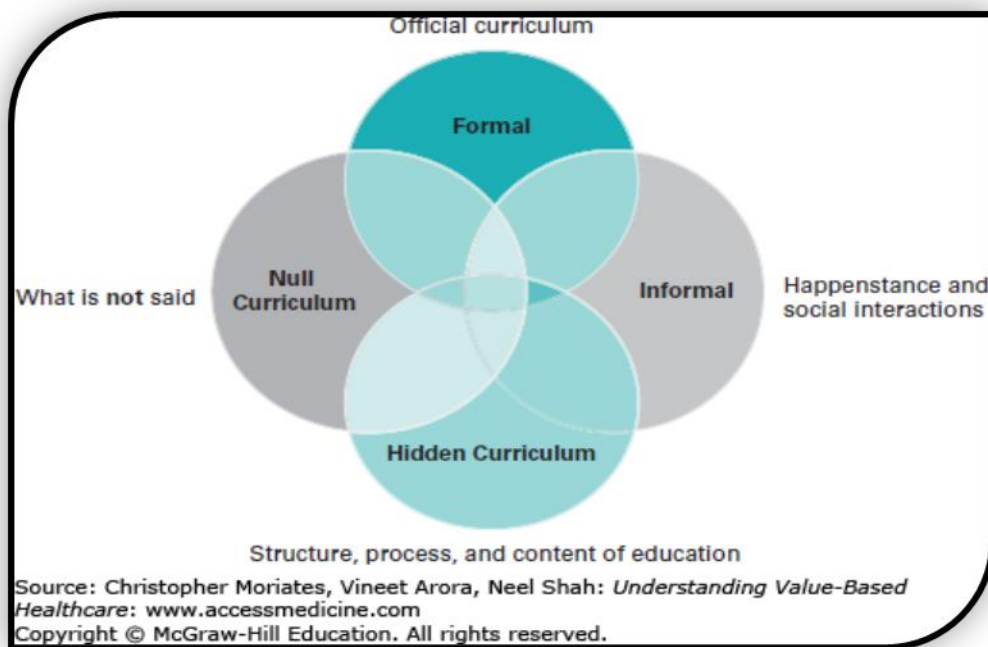 Official curriculum
Formal
Null
Curriculum
What is not said
Informal
Happenstance and
social interactions
Hidden Curriculum
Structure, process, and content of education
Source: Christopher Moriates, Vineet Arora, Neel Shah: Understanding Value-Based
Healthcare: www.accessmedicine.com
Copyright © McGraw-Hill Education. All rights reserved.